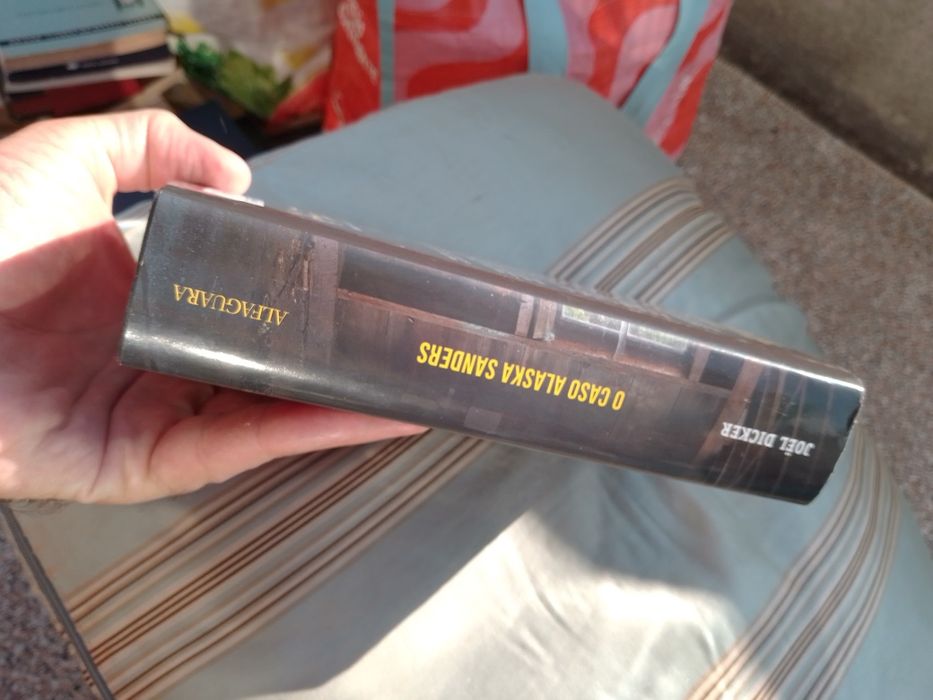 JOËL DICKER
O CASO ALASKA SANDERS
ALFAGUARA